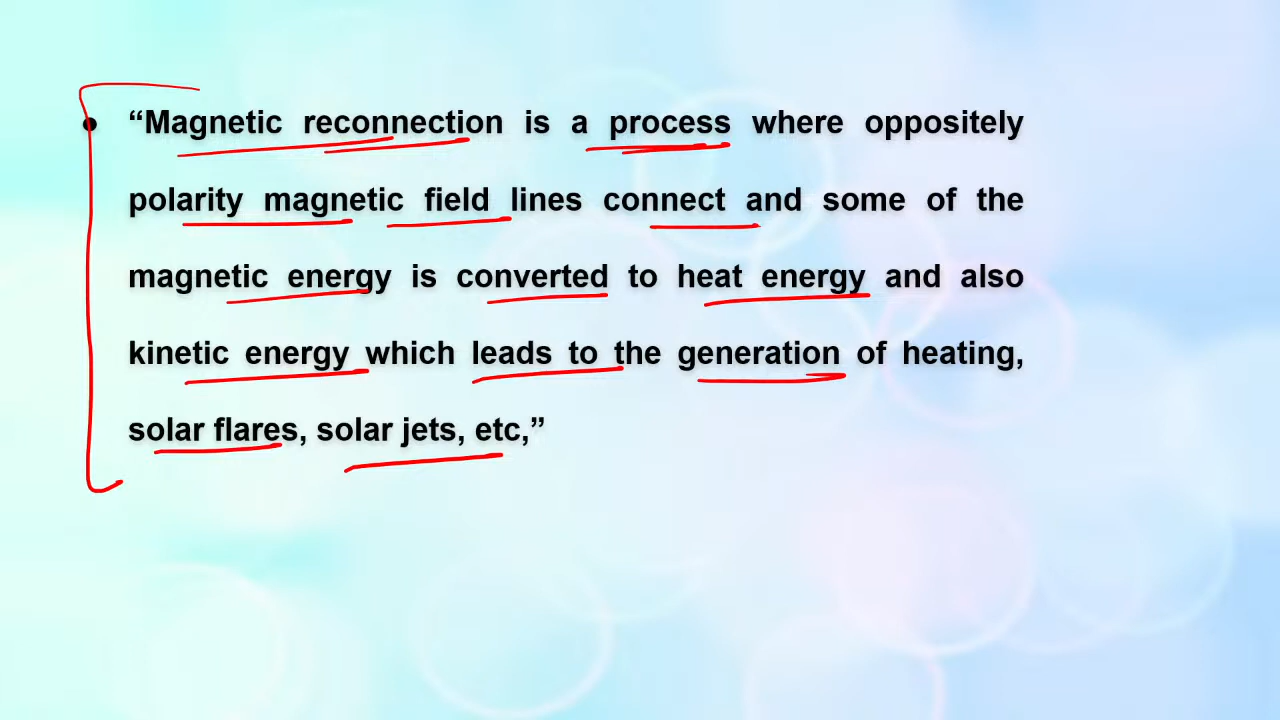 • “Magnetic reconnection is a process where oppositely
polarity magnetic field lines connect and some of the
magnetic energy is converted to heat energy and also
kinetic energy which leads to the generation of heating,
solar flares, solar jets, etc,”